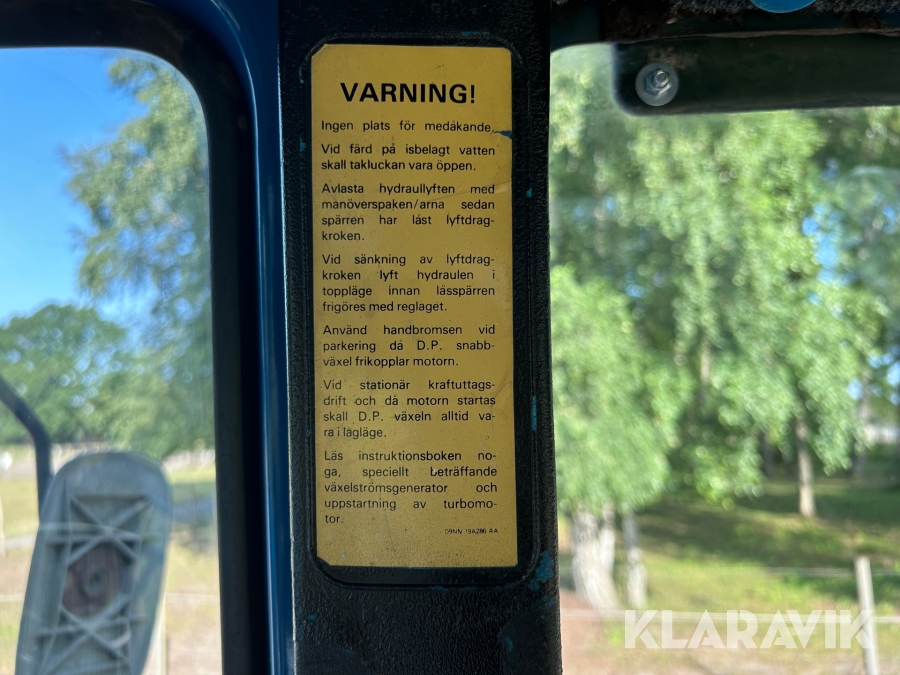 VARNING!
Ingen plats för medåkande.
Vid färd på isbelagt vatten
skall takluckan vara öppen.
Avlasta hydraullyften med
manöverspaken/arna sedan
spärren har låst lyftdrag-
kroken.
Vid sänkning av lyftdrag-
kroken lyft hydraulen i
toppläge innan låsspärren
frigöres med reglaget.
Använd handbromsen vid
parkering då D.P. snabb-
växel frikopplar motorn.
Vid stationär kraftuttags-
drift och då motorn startas
skall D.P. växeln alltid va-
ra i lågläge.
Läs instruktionsboken no-
ga, speciellt beträffande
växelströmsgenerator och
uppstartning av turbomo-
tor.
D9NN 19A286 AA
KLARAVIK